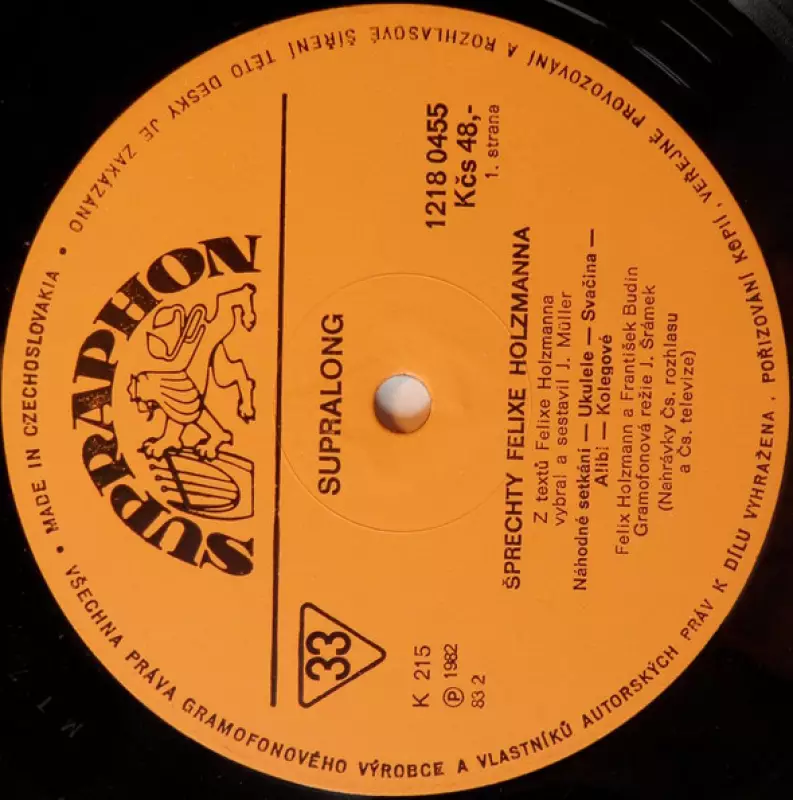 SUPRAPHON
SUPRALONG
33
1218 0455
Kčs 48,-
1. strana
K 215
Ⓟ 1982
83 2
ŠPRECHTY FELIXE HOLZMANNA
Z textů Felixe Holzmanna
vybral a sestavil J. Müller
Náhodné setkání — Ukulele — Svačina —
Alibi — Kolegové
Felix Holzmann a František Budín
Gramofonová režie J. Šrámek
(Nahrávky Čs. rozhlasu
a Čs. televize)
• MADE IN CZECHOSLOVAKIA • VŠECHNA PRÁVA GRAMOFONOVÉHO VÝROBCE A VLASTNÍKŮ AUTORSKÝCH PRÁV K DÍLU VYHRAŽENA. POŘIZOVÁNÍ KOPIÍ, VEŘEJNÉ PROVOZOVÁNÍ A ROZHLASOVÉ ŠÍŘENÍ TÉTO DESKY JE ZAKÁZÁNO